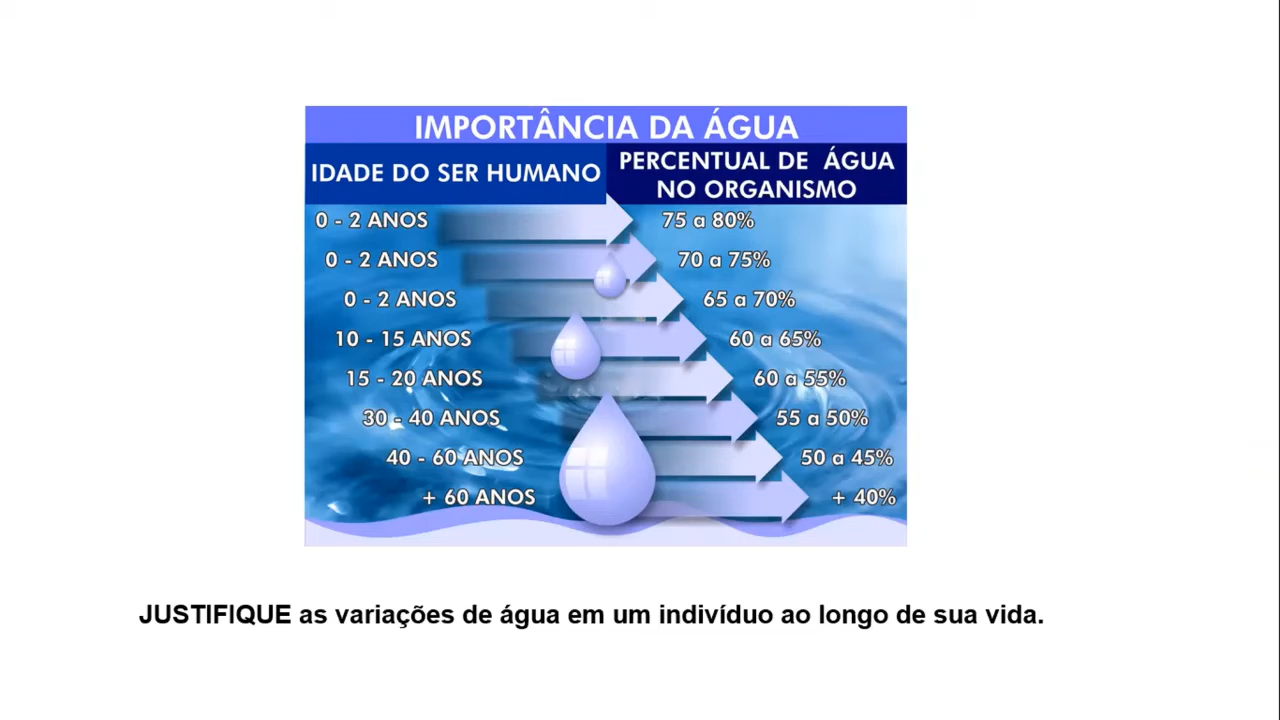 IMPORTÂNCIA DA ÁGUA
IDADE DO SER HUMANO
PERCENTUAL DE ÁGUA
NO ORGANISMO
0 - 2 ANOS 75 a 80%
0 - 2 ANOS 70 a 75%
0 - 2 ANOS 65 a 70%
10 - 15 ANOS 60 a 65%
15 - 20 ANOS 60 a 55%
30 - 40 ANOS 55 a 50%
40 - 60 ANOS 50 a 45%
+ 60 ANOS + 40%
JUSTIFIQUE as variações de água em um indivíduo ao longo de sua vida.